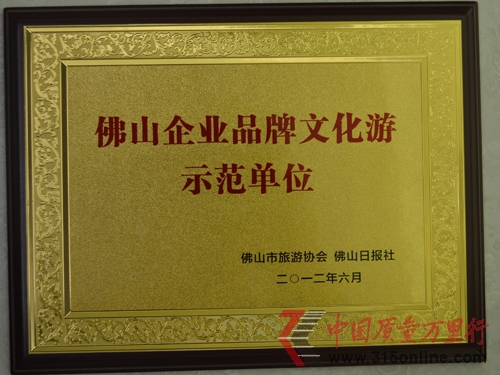 佛山企业品牌文化游
示范单位
佛山市旅游协会 佛山日报社
二〇一二年六月
中国质量万里行
www.315online.com